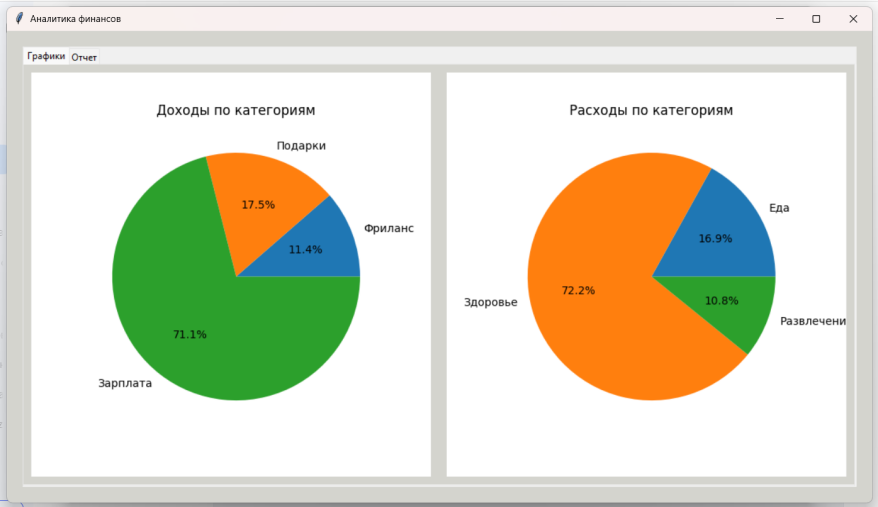 Аналитика финансов
Графики Отчет
Доходы по категориям
Подарки
17.5%
Фриланс
11.4%
71.1%
Зарплата
Расходы по категориям
Еда
16.9%
72.2%
Здоровье
10.8%
Развлечени